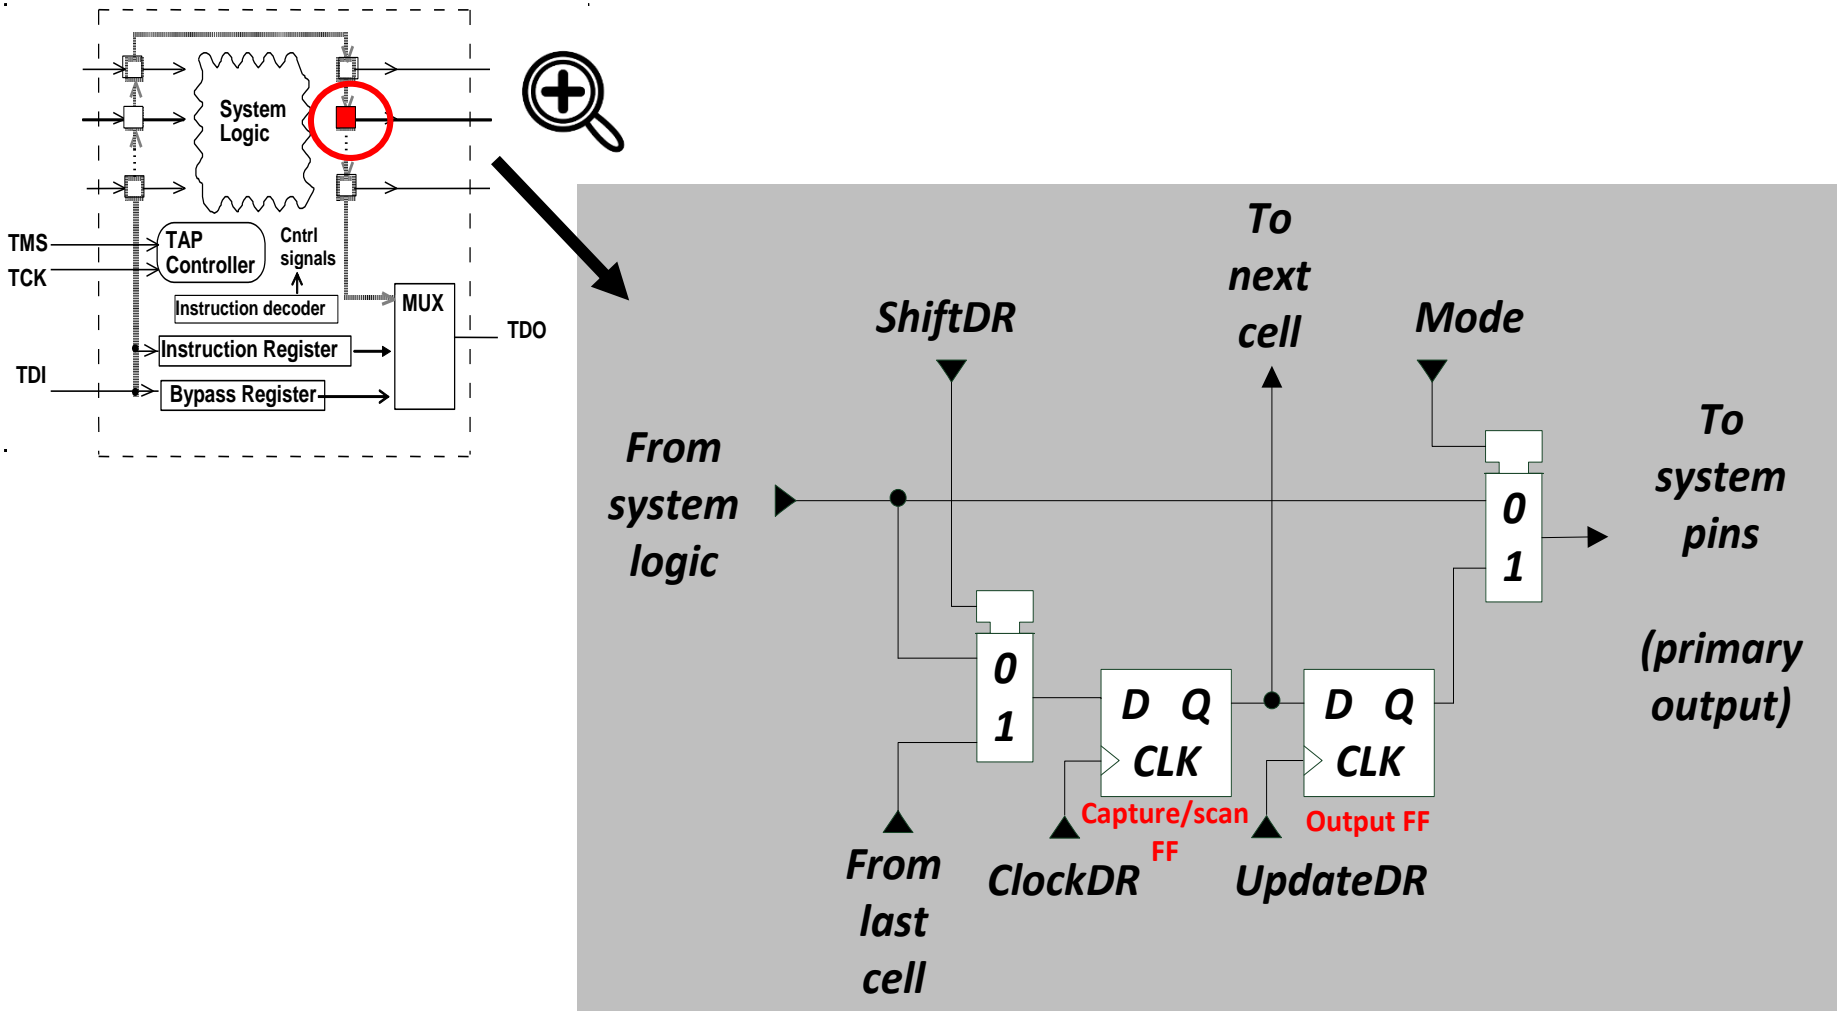 System
Logic
TMS
TCK
TAP
Controller
Cntrl
signals
Instruction decoder
MUX
Instruction Register
TDO
TDI
Bypass Register
To
next
cell
ShiftDR
Mode
From
system
logic
To
system
pins
(primary
output)
0
1
0
1
D Q
CLK
D Q
CLK
Capture/scan
FF
Output FF
From
last
cell
ClockDR
UpdateDR